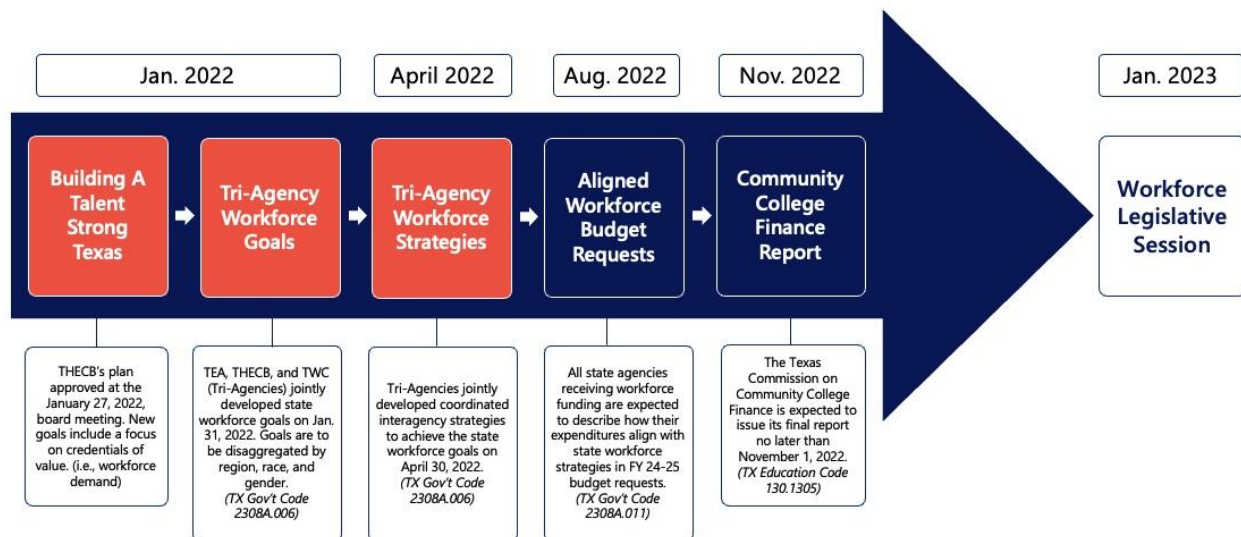 Jan. 2022
April 2022
Aug. 2022
Nov. 2022
Jan. 2023
Building A
Talent
Strong
Texas
Tri-Agency
Workforce
Goals
Tri-Agency
Workforce
Strategies
Aligned
Workforce
Budget
Requests
Community
College
Finance
Report
Workforce
Legislative
Session
THECB's plan
approved at the
January 27, 2022,
board meeting. New
goals include a focus
on credentials of
value. (i.e., workforce
demand)
TEA, THECB, and TWC
(Tri-Agencies) jointly
developed state
workforce goals on Jan.
31, 2022. Goals are to
be disaggregated by
region, race, and
gender.
(TX Gov't Code
2308A.006)
Tri-Agencies jointly
developed coordinated
interagency strategies
to achieve the state
workforce goals on
April 30, 2022.
(TX Gov't Code
2308A.006)
All state agencies
receiving workforce
funding are expected
to describe how their
expenditures align with
state workforce
strategies in FY 24-25
budget requests.
(TX Gov't Code
2308A.011)
The Texas
Commission on
Community College
Finance is expected to
issue its final report
no later than
November 1, 2022.
(TX Education Code
130.1305)